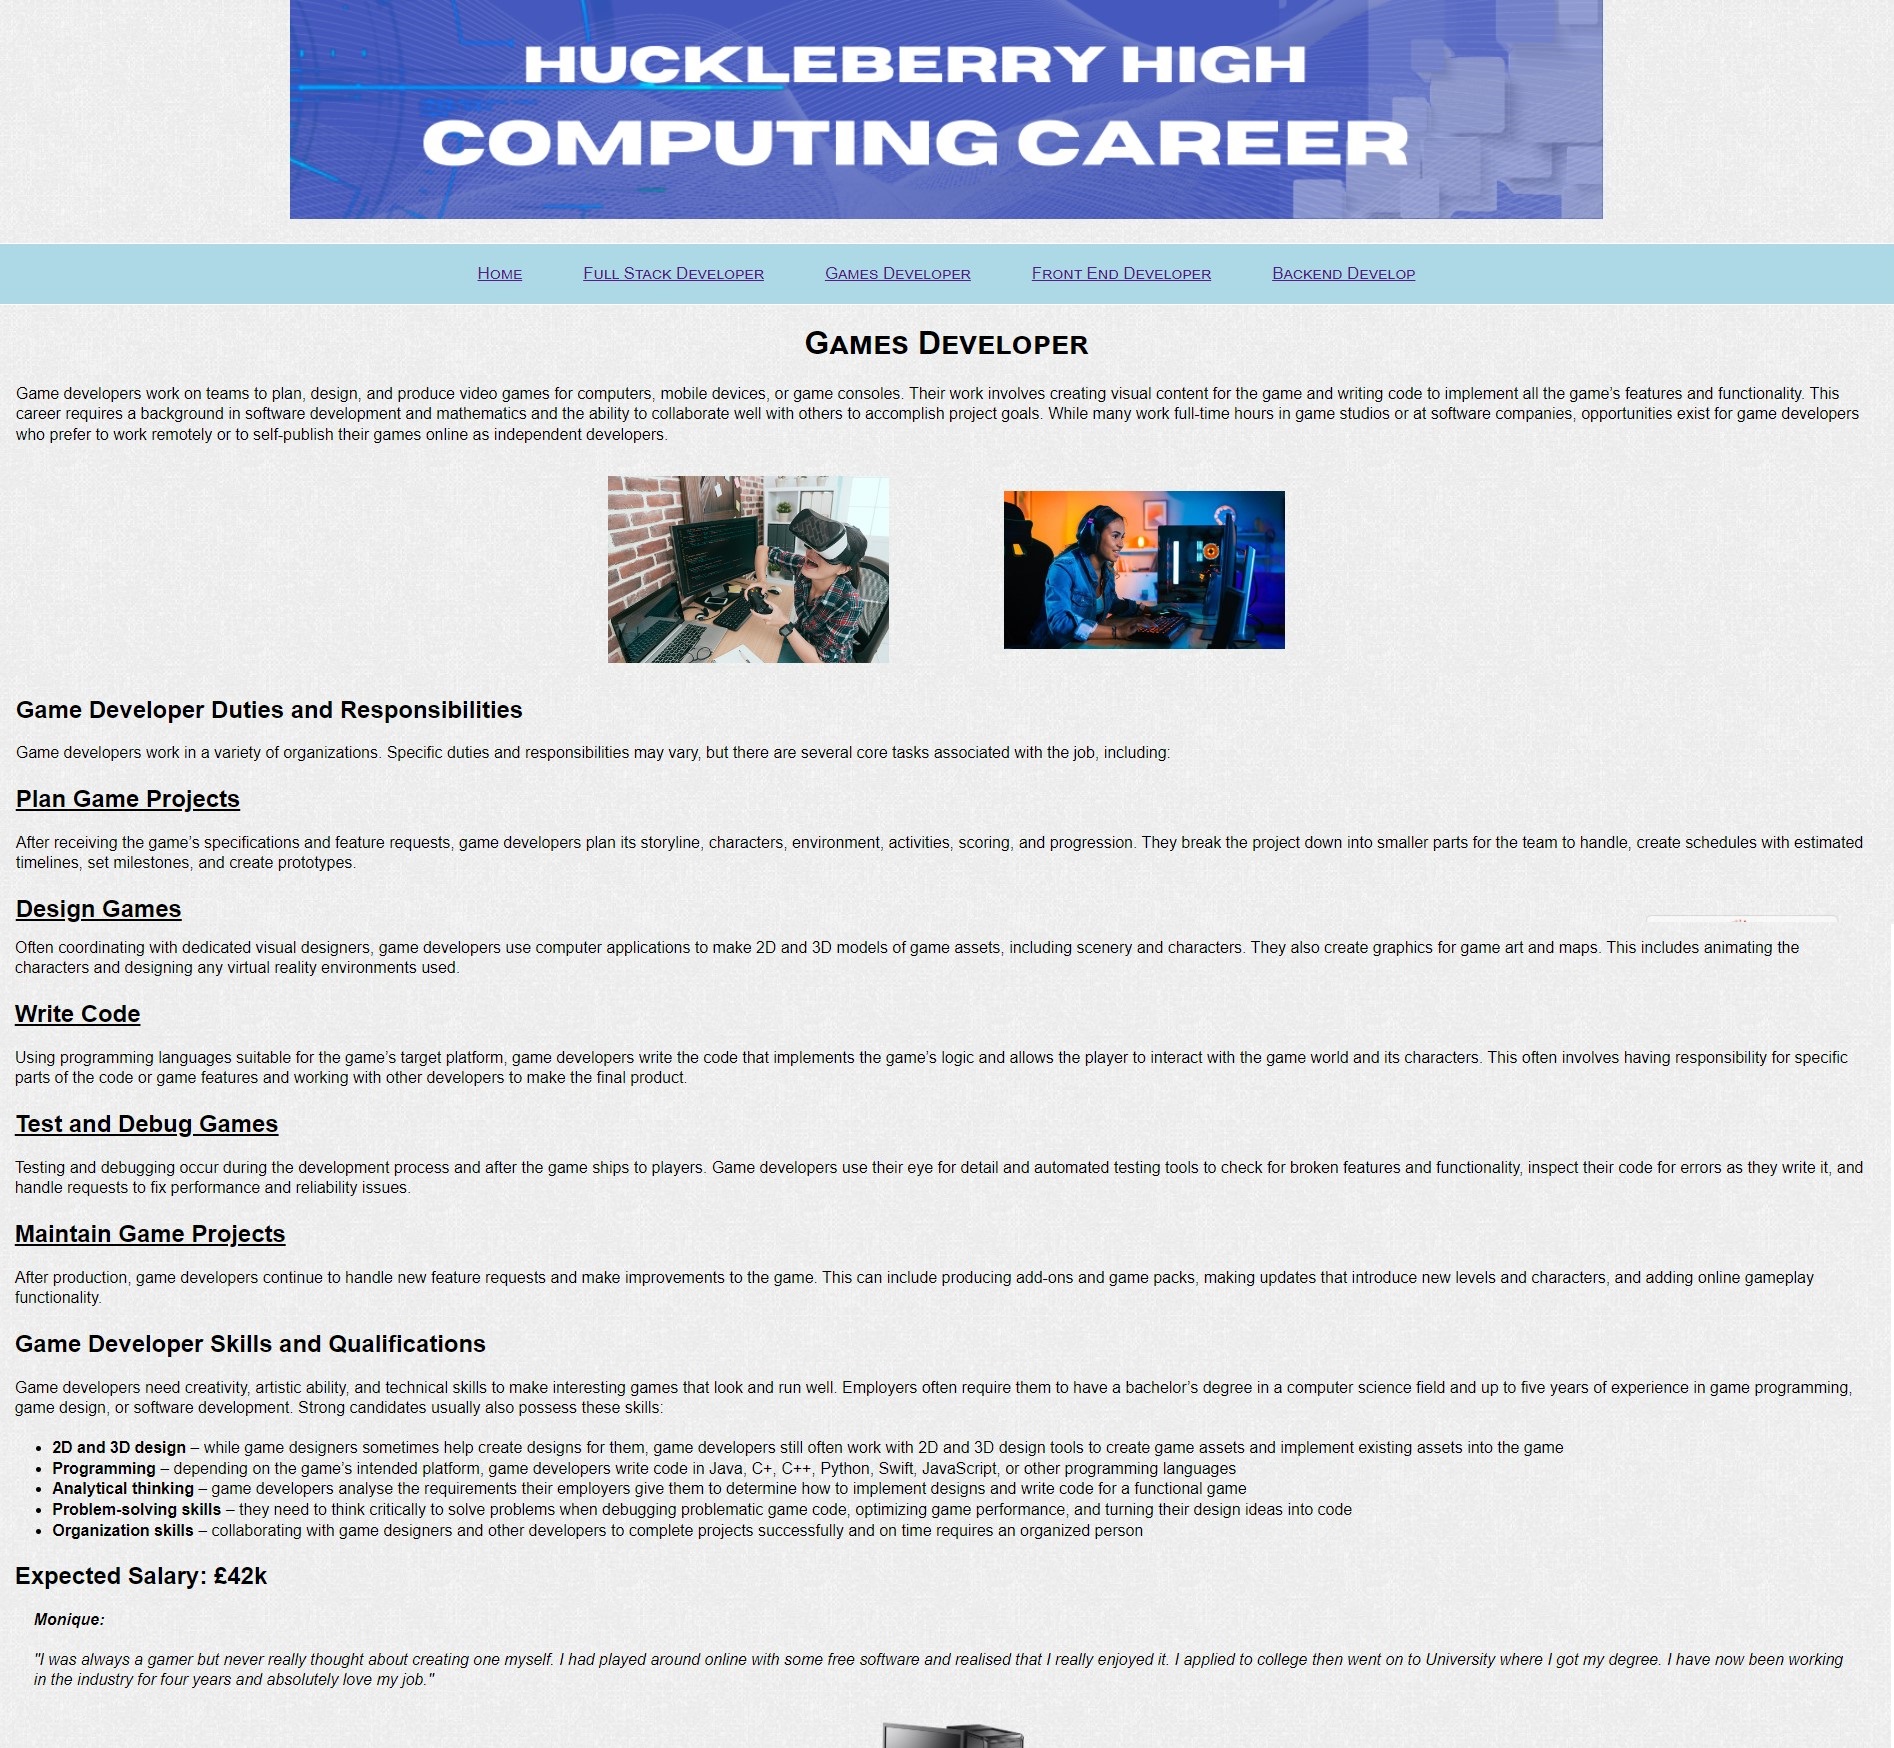 HUCKLEBERRY HIGH
COMPUTING CAREER
Home Full Stack Developer Games Developer Front End Developer Backend Develop
Games Developer
Game developers work on teams to plan, design, and produce video games for computers, mobile devices, or game consoles. Their work involves creating visual content for the game and writing code to implement all the game’s features and functionality. This
career requires a background in software development and mathematics and the ability to collaborate well with others to accomplish project goals. While many work full-time hours in game studios or at software companies, opportunities exist for game developers
who prefer to work remotely or to self-publish their games online as independent developers.
Game Developer Duties and Responsibilities
Game developers work in a variety of organizations. Specific duties and responsibilities may vary, but there are several core tasks associated with the job, including:
Plan Game Projects
After receiving the game’s specifications and feature requests, game developers plan its storyline, characters, environment, activities, scoring, and progression. They break the project down into smaller parts for the team to handle, create schedules with estimated
timelines, set milestones, and create prototypes.
Design Games
Often coordinating with dedicated visual designers, game developers use computer applications to make 2D and 3D models of game assets, including scenery and characters. They also create graphics for game art and maps. This includes animating the
characters and designing any virtual reality environments used.
Write Code
Using programming languages suitable for the game’s target platform, game developers write the code that implements the game’s logic and allows the player to interact with the game world and its characters. This often involves having responsibility for specific
parts of the code or game features and working with other developers to make the final product.
Test and Debug Games
Testing and debugging occur during the development process and after the game ships to players. Game developers use their eye for detail and automated testing tools to check for broken features and functionality, inspect their code for errors as they write it, and
handle requests to fix performance and reliability issues.
Maintain Game Projects
After production, game developers continue to handle new feature requests and make improvements to the game. This can include producing add-ons and game packs, making updates that introduce new levels and characters, and adding online gameplay
functionality.
Game Developer Skills and Qualifications
Game developers need creativity, artistic ability, and technical skills to make interesting games that look and run well. Employers often require them to have a bachelor’s degree in a computer science field and up to five years of experience in game programming,
game design, or software development. Strong candidates usually also possess these skills:
• 2D and 3D design – while game designers sometimes help create designs for them, game developers still often work with 2D and 3D design tools to create game assets and implement existing assets into the game
• Programming – depending on the game’s intended platform, game developers write code in Java, C+, C++, Python, Swift, JavaScript, or other programming languages
• Analytical thinking – game developers analyse the requirements their employers give them to determine how to implement designs and write code for a functional game
• Problem-solving skills – they need to think critically to solve problems when debugging problematic game code, optimizing game performance, and turning their design ideas into code
• Organization skills – collaborating with game designers and other developers to complete projects successfully and on time requires an organized person
Expected Salary: £42k
Monique:
"I was always a gamer but never really thought about creating one myself. I had played around online with some free software and realised that I really enjoyed it. I applied to college then went on to University where I got my degree. I have now been working
in the industry for four years and absolutely love my job."